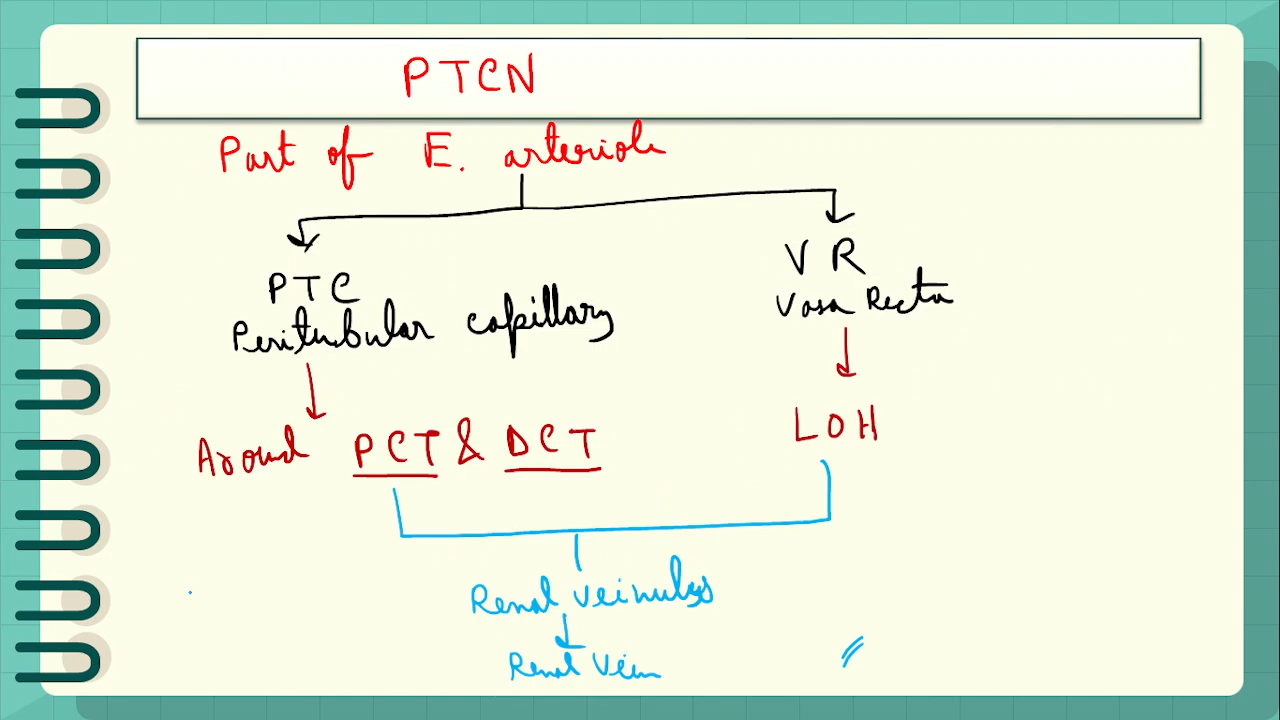 PTCN
Part of E. arteriole
PTC
Peritubular capillary
VR
Vasa Recta
Around PCT & DCT
LOH
Renal veinules
Renal Vein